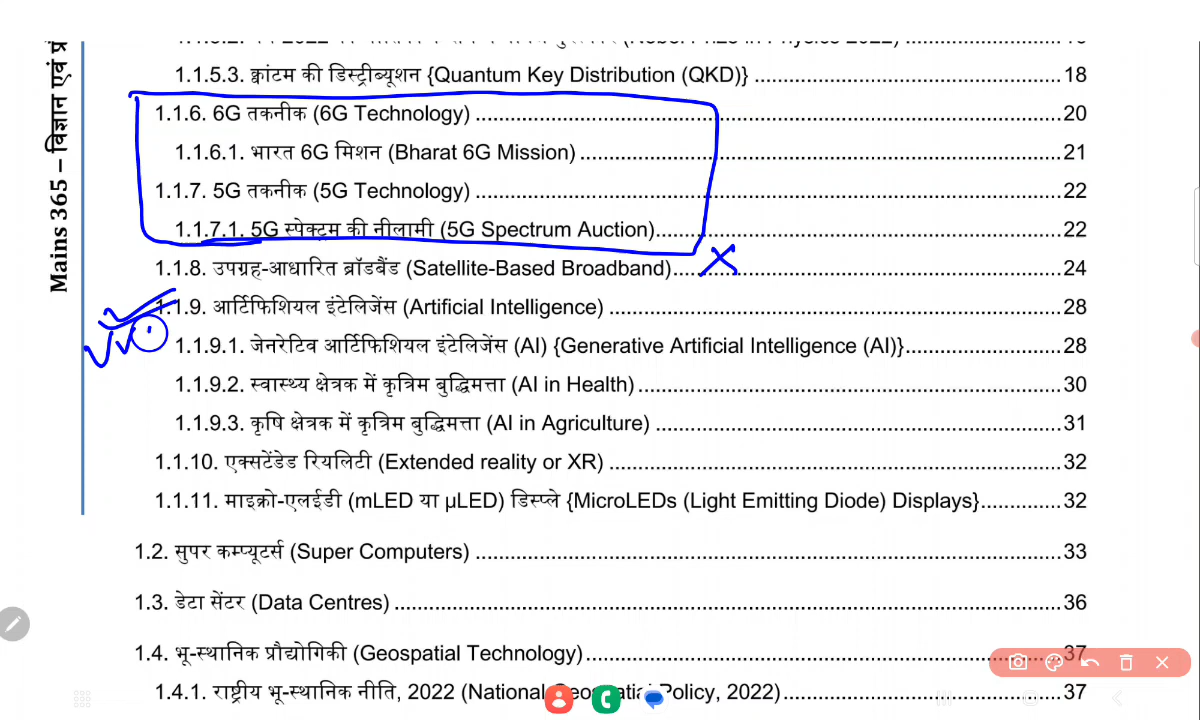 Mains 365 – विज्ञान एवं
1.1.5.3. क्वांटम की डिस्ट्रीब्यूशन {Quantum Key Distribution (QKD)} ... 18
1.1.6. 6G तकनीक (6G Technology) ... 20
1.1.6.1. भारत 6G मिशन (Bharat 6G Mission) ... 21
1.1.7. 5G तकनीक (5G Technology) ... 22
1.1.7.1. 5G स्पेक्ट्रम की नीलामी (5G Spectrum Auction) ... 22
1.1.8. उपग्रह-आधारित ब्रॉडबैंड (Satellite-Based Broadband) ... 24
1.1.9. आर्टिफिशियल इंटेलिजेंस (Artificial Intelligence) ... 28
1.1.9.1. जेनरेटिव आर्टिफिशियल इंटेलिजेंस (AI) {Generative Artificial Intelligence (AI)} ... 28
1.1.9.2. स्वास्थ्य क्षेत्रक में कृत्रिम बुद्धिमत्ता (AI in Health) ... 30
1.1.9.3. कृषि क्षेत्रक में कृत्रिम बुद्धिमत्ता (AI in Agriculture) ... 31
1.1.10. एक्सटेंडेड रियलिटी (Extended reality or XR) ... 32
1.1.11. माइक्रो-एलईडी (mLED या µLED) डिस्प्ले {MicroLEDs (Light Emitting Diode) Displays} ... 32
1.2. सुपर कम्प्यूटर्स (Super Computers) ... 33
1.3. डेटा सेंटर (Data Centres) ... 36
1.4. भू-स्थानिक प्रौद्योगिकी (Geospatial Technology) ... 37
1.4.1. राष्ट्रीय भू-स्थानिक नीति, 2022 (National Policy, 2022) ... 37